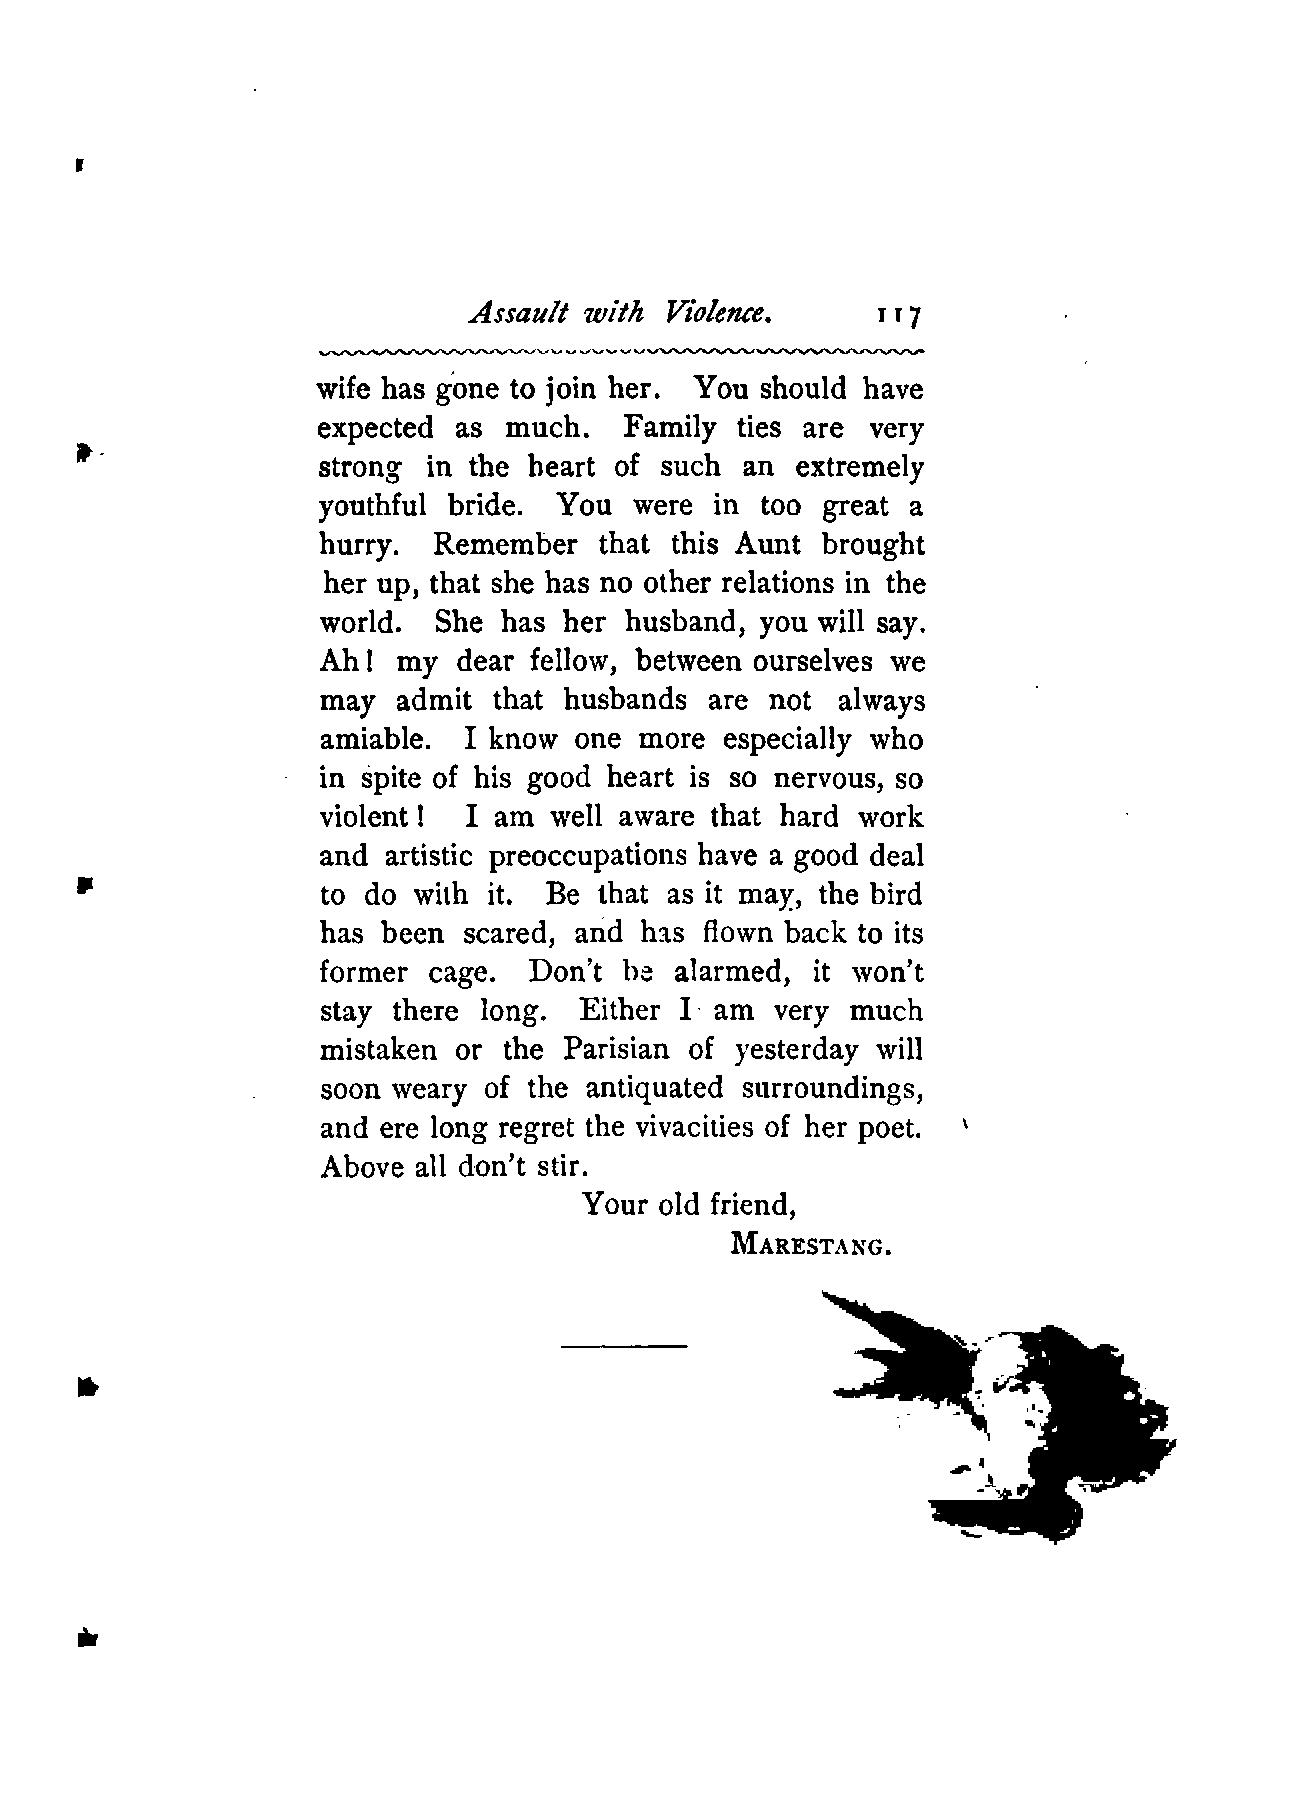 Assault with Violence. 117
wife has gone to join her. You should have
expected as much. Family ties are very
strong in the heart of such an extremely
youthful bride. You were in too great a
hurry. Remember that this Aunt brought
her up, that she has no other relations in the
world. She has her husband, you will say.
Ah! my dear fellow, between ourselves we
may admit that husbands are not always
amiable. I know one more especially who
in spite of his good heart is so nervous, so
violent! I am well aware that hard work
and artistic preoccupations have a good deal
to do with it. Be that as it may, the bird
has been scared, and has flown back to its
former cage. Don't be alarmed, it won't
stay there long. Either I am very much
mistaken or the Parisian of yesterday will
soon weary of the antiquated surroundings,
and ere long regret the vivacities of her poet.
Above all don't stir.
Your old friend,
MARESTANG.